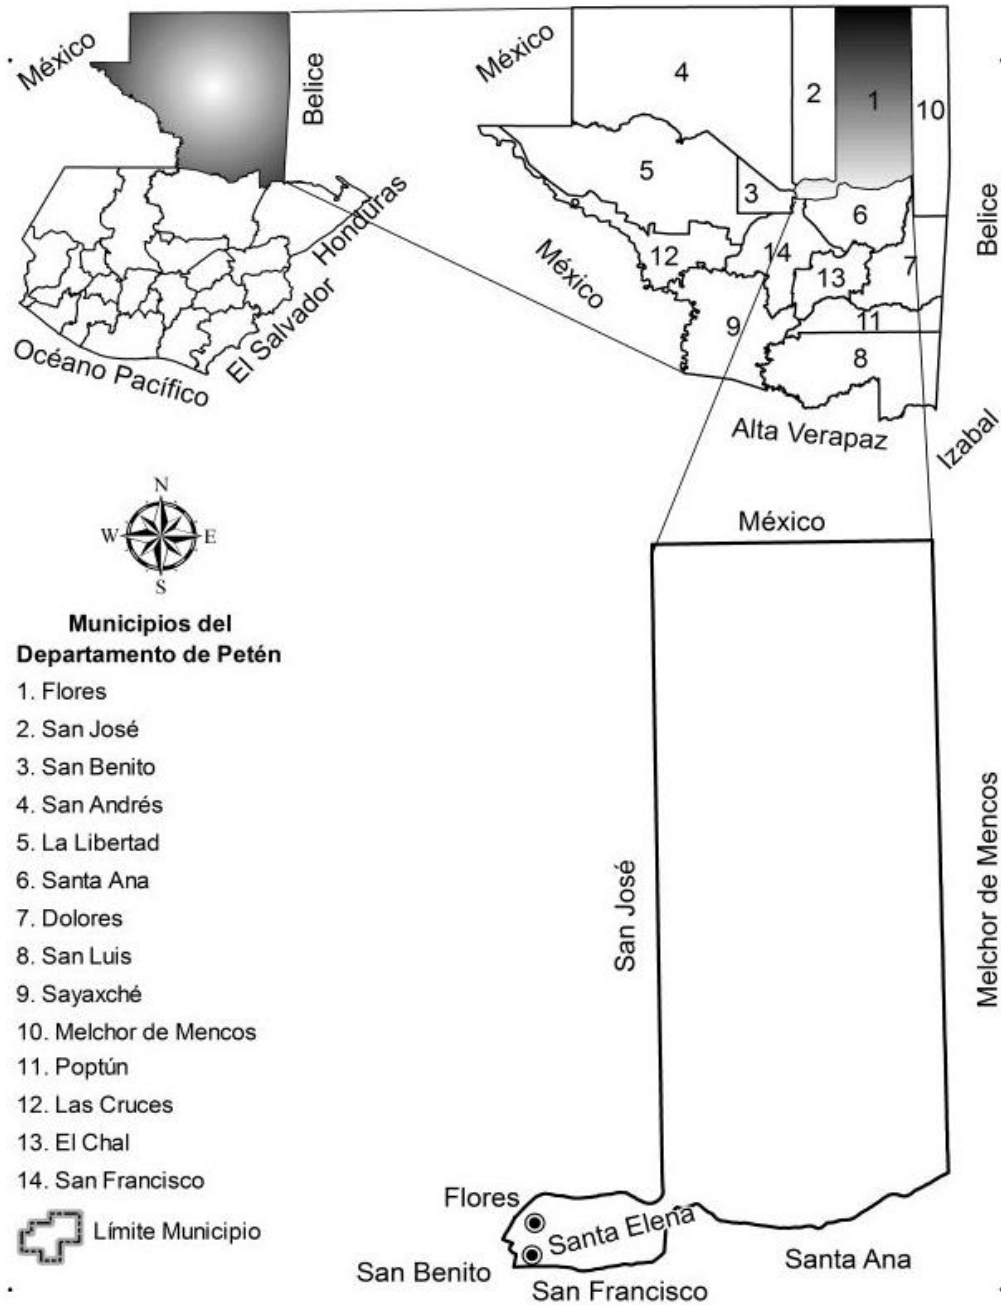 México
Belice
Honduras
El Salvador
Océano Pacífico
México
4
2
1
10
5
3
6
Belice
México
12
14
13
7
9
11
8
Alta Verapaz
Izabal
N
W
E
S
México
Municipios del
Departamento de Petén
1. Flores
2. San José
3. San Benito
4. San Andrés
5. La Libertad
6. Santa Ana
7. Dolores
8. San Luis
9. Sayaxché
10. Melchor de Mencos
11. Poptún
12. Las Cruces
13. El Chal
14. San Francisco
Límite Municipio
San José
Melchor de Mencos
Flores
Santa Elena
San Benito
San Francisco
Santa Ana